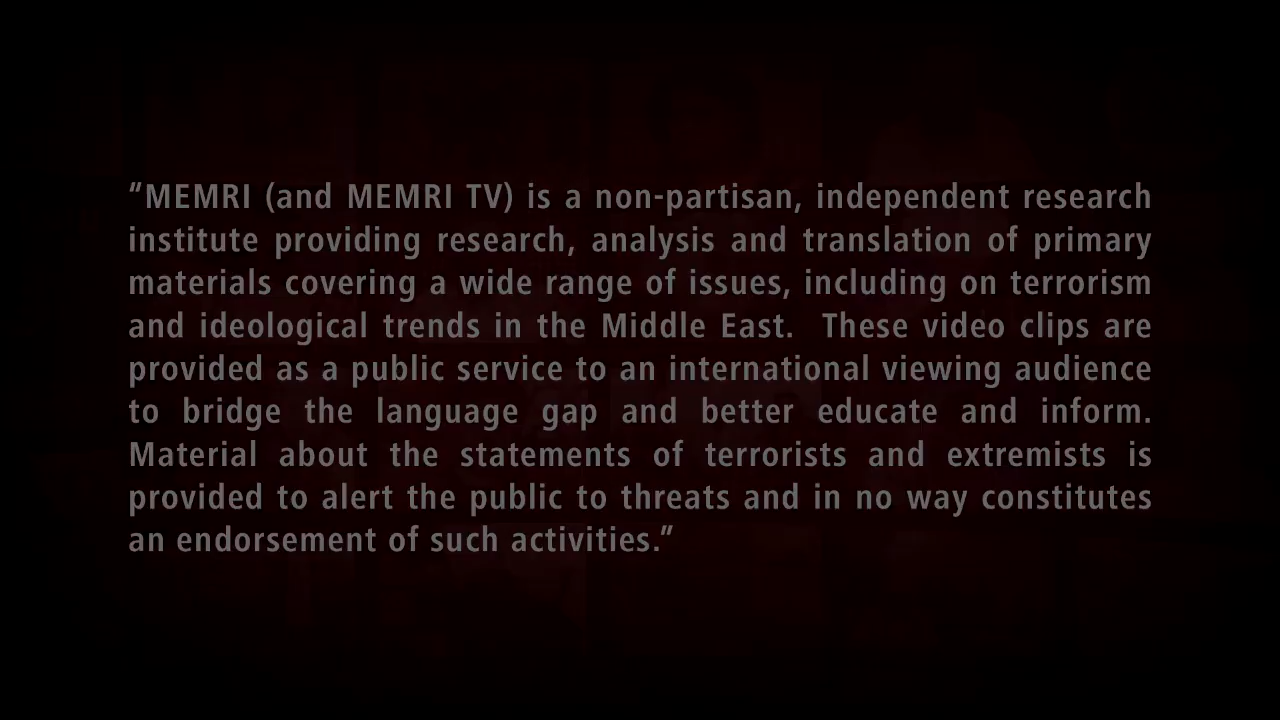 “MEMRI (and MEMRI TV) is a non-partisan, independent research
institute providing research, analysis and translation of primary
materials covering a wide range of issues, including on terrorism
and ideological trends in the Middle East.  These video clips are
provided as a public service to an international viewing audience
to bridge the language gap and better educate and inform.
Material about the statements of terrorists and extremists is
provided to alert the public to threats and in no way constitutes
an endorsement of such activities.”